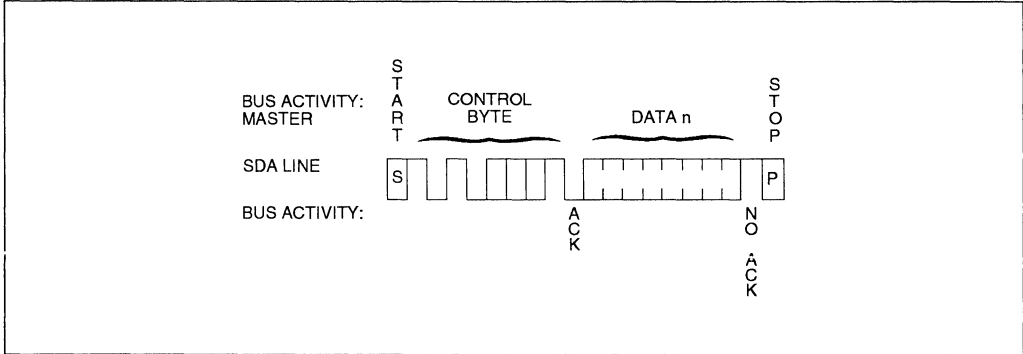 START
STOP
BUS ACTIVITY:
MASTER
CONTROL
BYTE
DATA n
SDA LINE
S
P
BUS ACTIVITY:
ACK
NO ACK